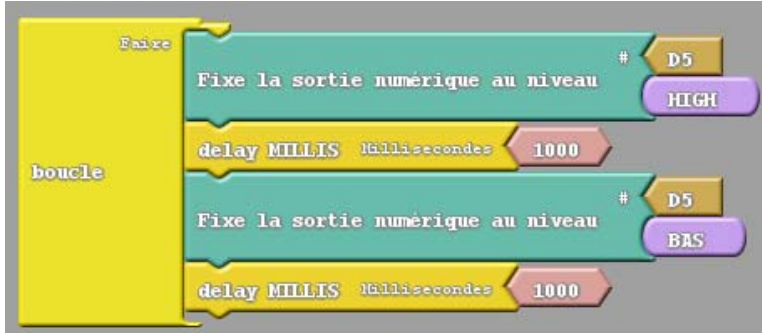 Faire
# D5
Fixe la sortie numérique au niveau
HIGH
delay MILLIS Millisecondes 1000
boucle
# D5
Fixe la sortie numérique au niveau
BAS
delay MILLIS Millisecondes 1000